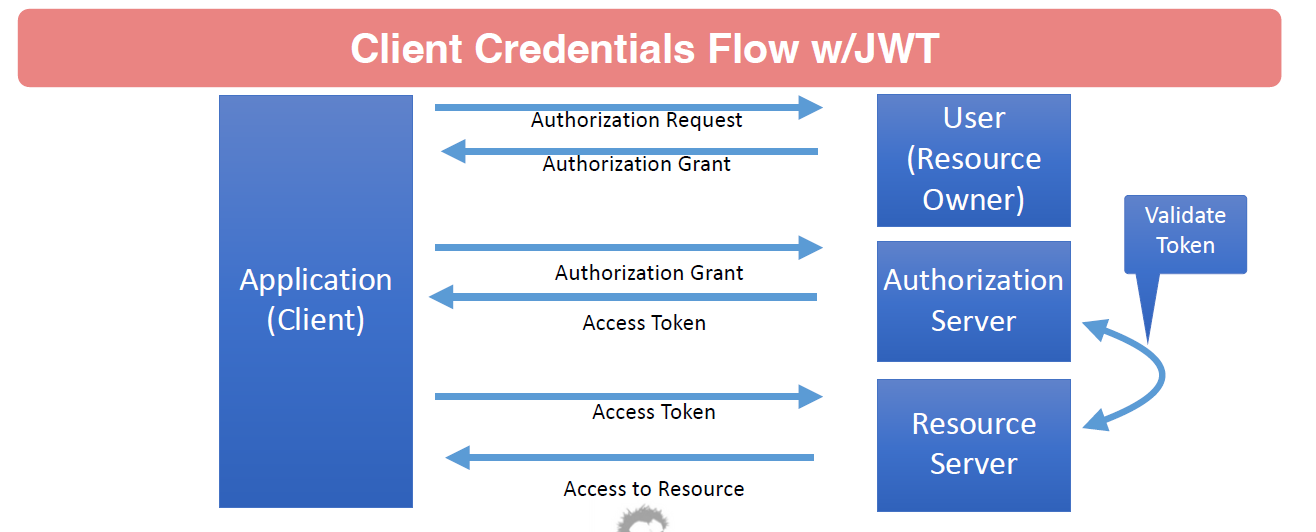 Client Credentials Flow w/JWT
Application
(Client)
Authorization Request
Authorization Grant
User
(Resource
Owner)
Authorization Grant
Access Token
Authorization
Server
Validate
Token
Access Token
Access to Resource
Resource
Server